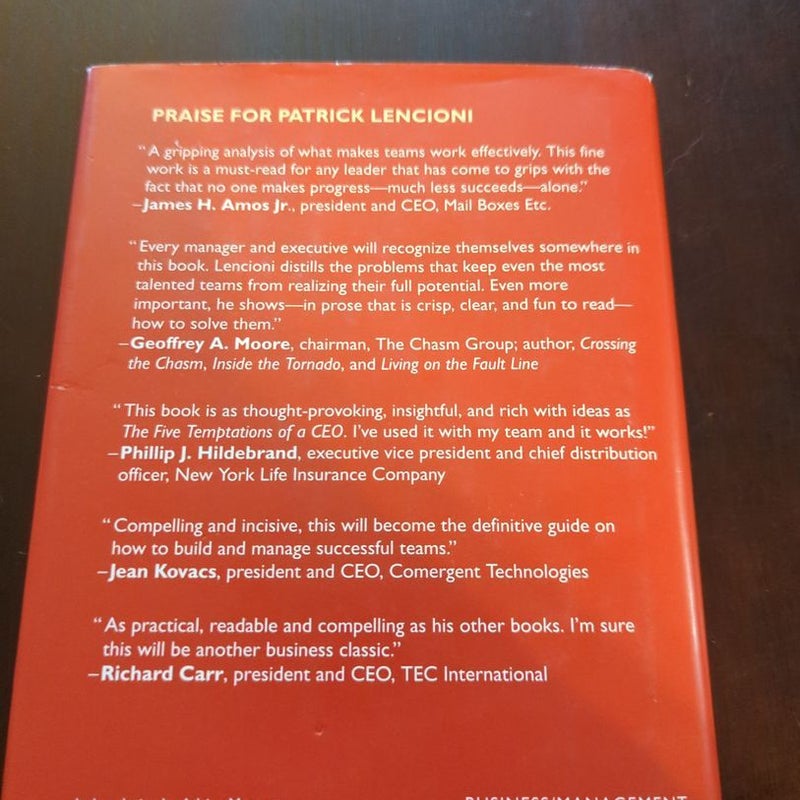 PRAISE FOR PATRICK LENCIONI
“A gripping analysis of what makes teams work effectively. This fine
work is a must-read for any leader that has come to grips with the
fact that no one makes progress—much less succeeds—alone.”
–James H. Amos Jr., president and CEO, Mail Boxes Etc.
“Every manager and executive will recognize themselves somewhere in
this book. Lencioni distills the problems that keep even the most
talented teams from realizing their full potential. Even more
important, he shows—in prose that is crisp, clear, and fun to read—
how to solve them.”
–Geoffrey A. Moore, chairman, The Chasm Group; author, Crossing
the Chasm, Inside the Tornado, and Living on the Fault Line
“This book is as thought-provoking, insightful, and rich with ideas as
The Five Temptations of a CEO. I’ve used it with my team and it works!”
–Phillip J. Hildebrand, executive vice president and chief distribution
officer, New York Life Insurance Company
“Compelling and incisive, this will become the definitive guide on
how to build and manage successful teams.”
–Jean Kovacs, president and CEO, Comergent Technologies
“As practical, readable and compelling as his other books. I’m sure
this will be another business classic.”
–Richard Carr, president and CEO, TEC International
BUSINESS/MANAGEMENT